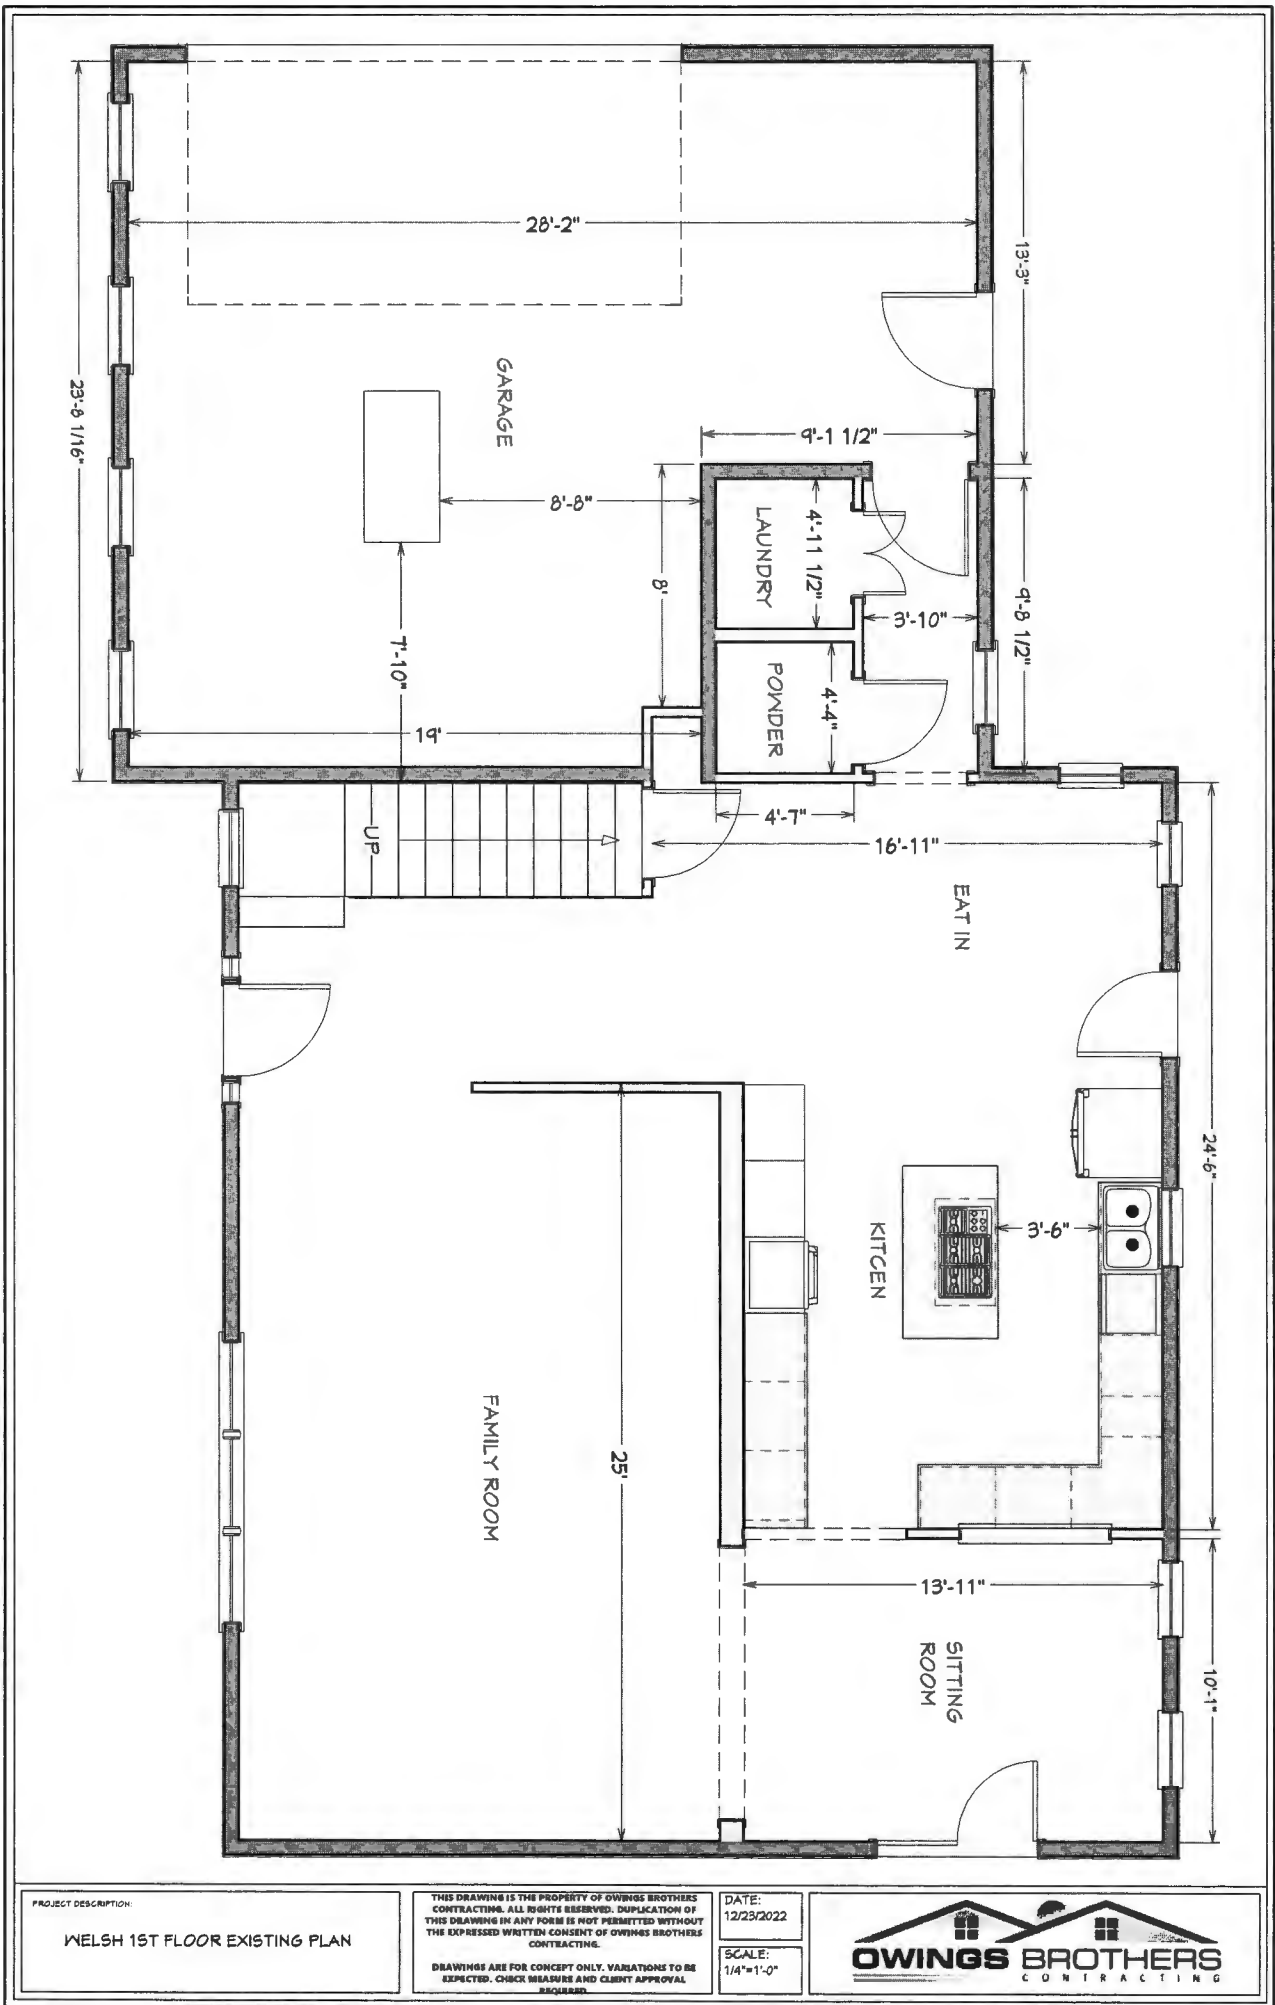 28'-2"
13'-3"
23'-8 1/16"
GARAGE
9'-1 1/2"
8'-8"
LAUNDRY
4'-11 1/2"
8'
3'-10"
9'-8 1/2"
7'-10"
POWDER
4'-4"
19'
4'-7"
16'-11"
UP
EAT IN
24'-6"
3'-6"
KITCEN
FAMILY ROOM
25'
13'-11"
SITTING
ROOM
10'-1"
PROJECT DESCRIPTION:
WELSH 1ST FLOOR EXISTING PLAN
THIS DRAWING IS THE PROPERTY OF OWINGS BROTHERS
CONTRACTING. ALL RIGHTS RESERVED. DUPLICATION OF
THIS DRAWING IN ANY FORM IS NOT PERMITTED WITHOUT
THE EXPRESSED WRITTEN CONSENT OF OWINGS BROTHERS
CONTRACTING.
DRAWINGS ARE FOR CONCEPT ONLY. VARIATIONS TO BE
EXPECTED. CHECK MEASURE AND CLIENT APPROVAL
REQUIRED.
DATE:
12/23/2022
SCALE:
1/4"=1'-0"
OWINGS BROTHERS
CONTRACTING